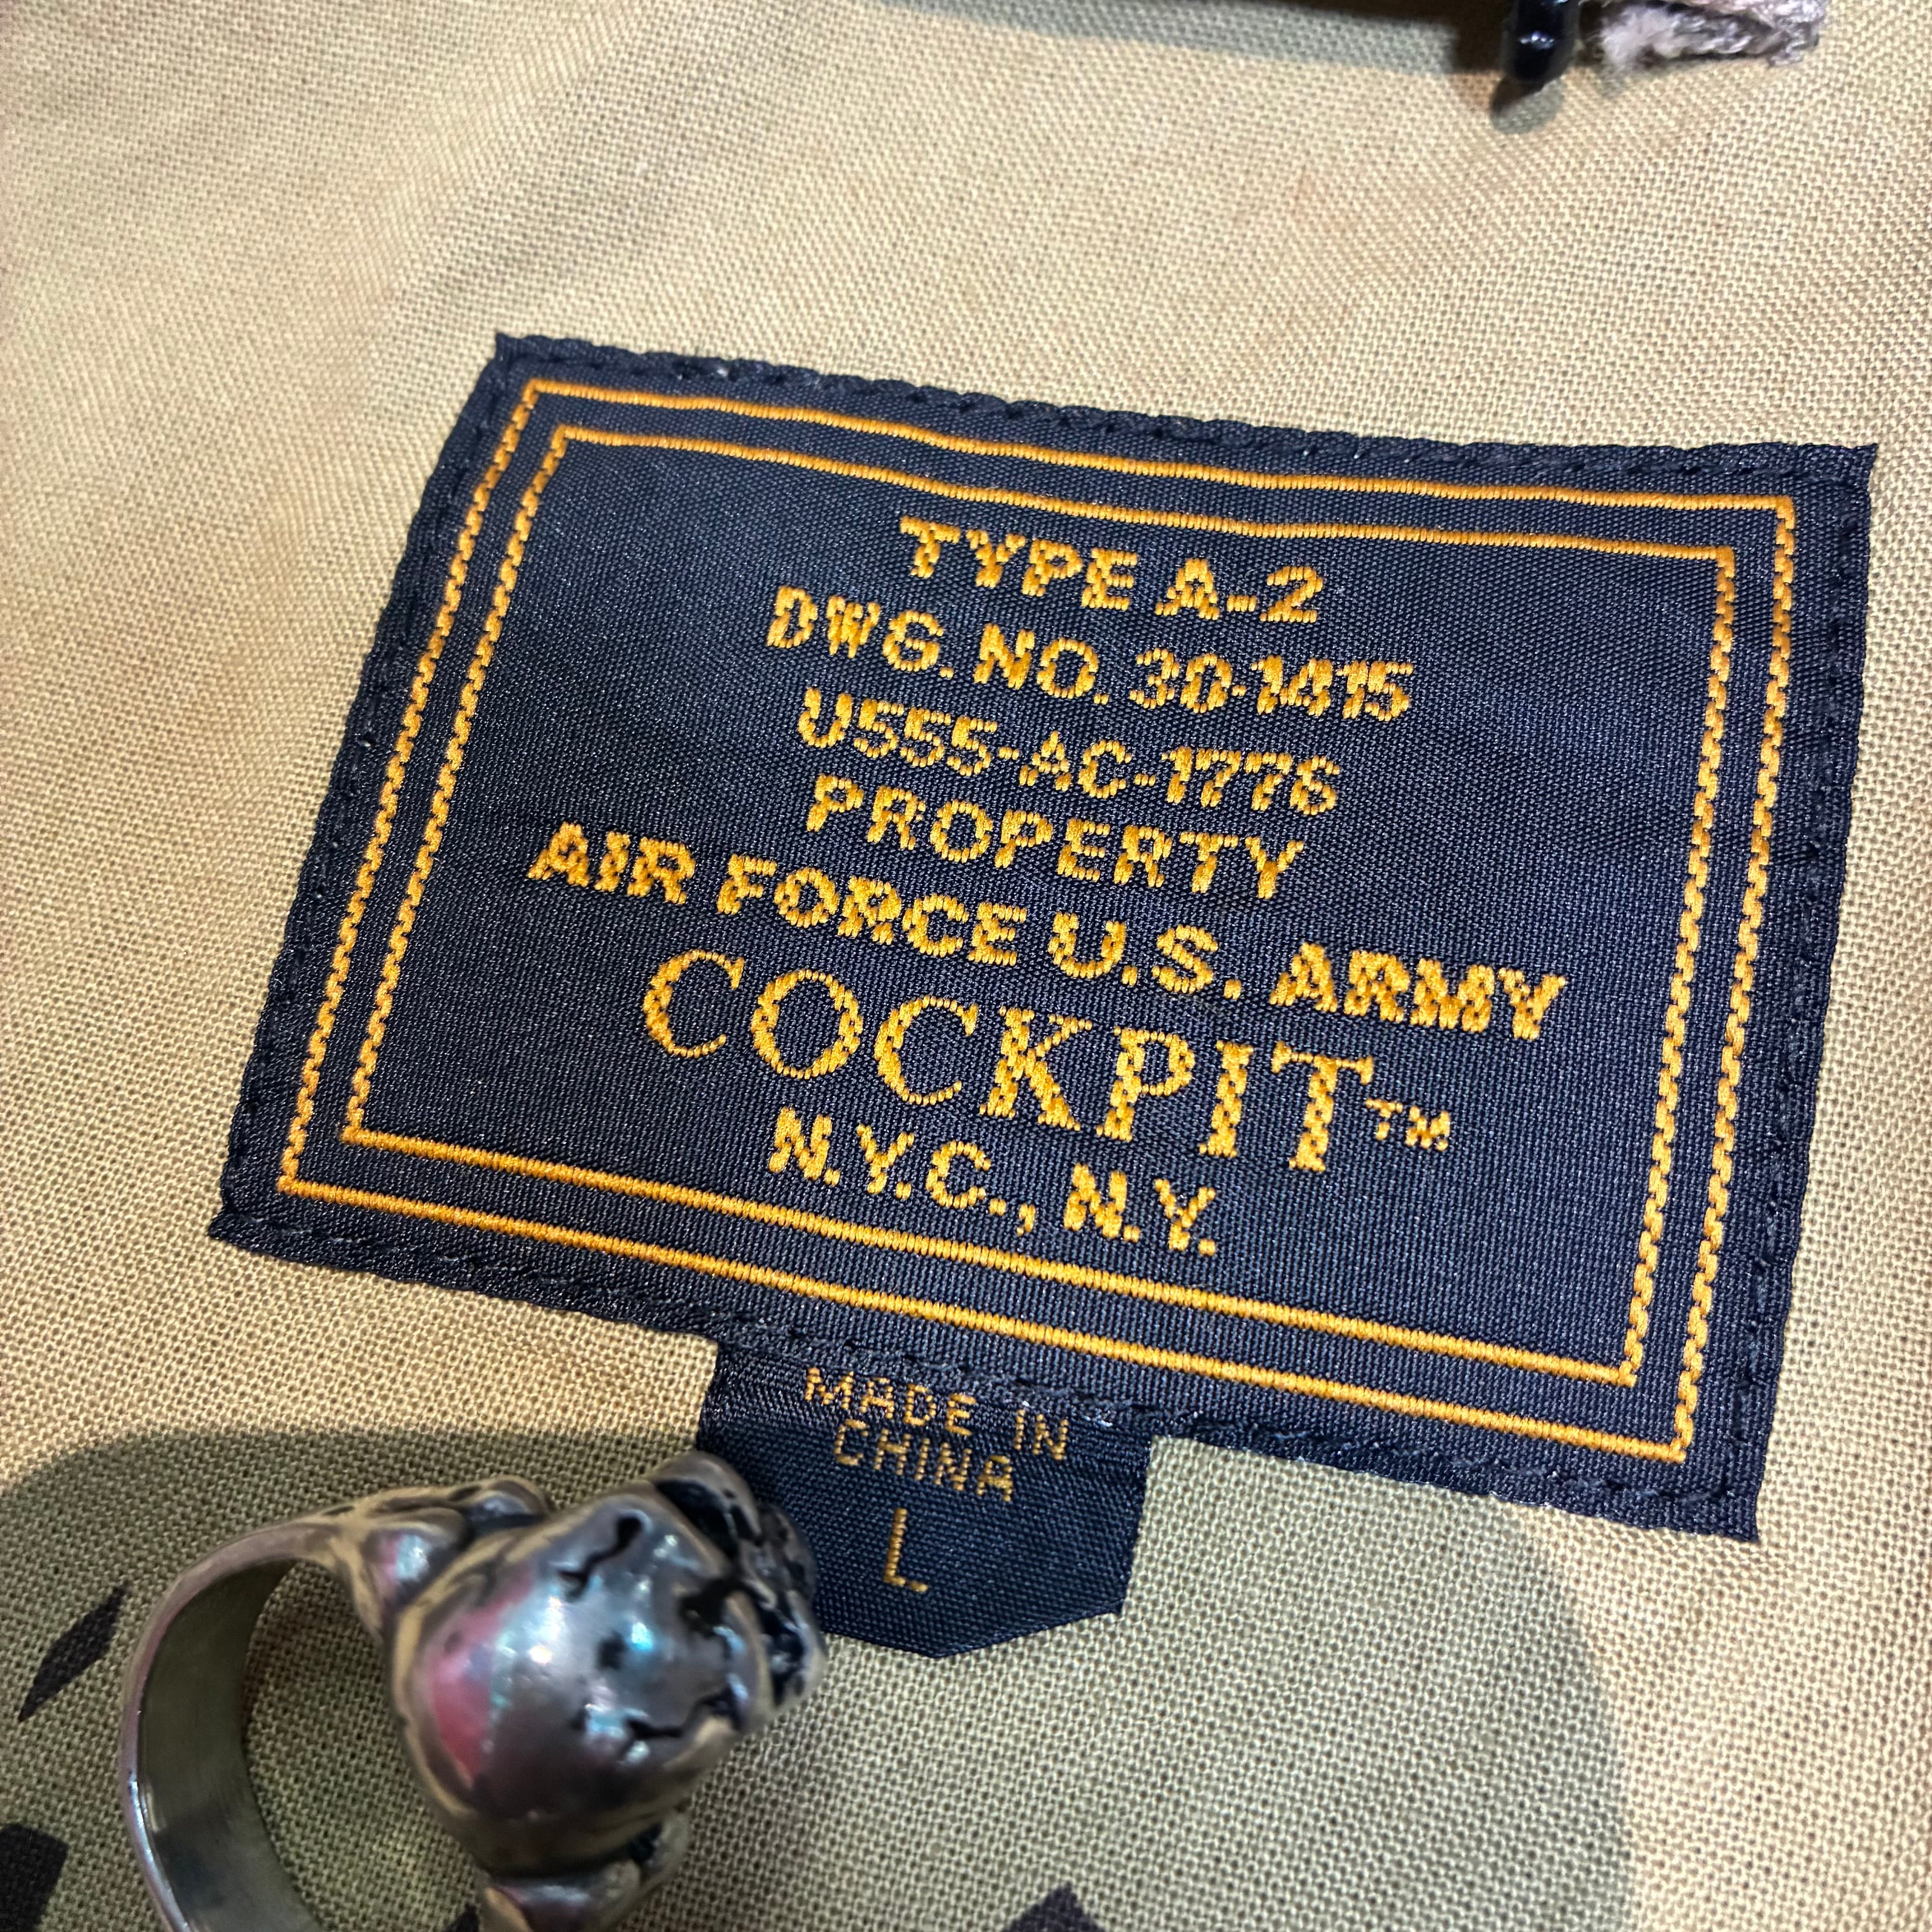 TYPE A-2
DWG. NO. 30-1415
U555-AC-1776
PROPERTY
AIR FORCE U.S. ARMY
COCKPIT™
N.Y.C., N.Y.
MADE IN
CHINA
L